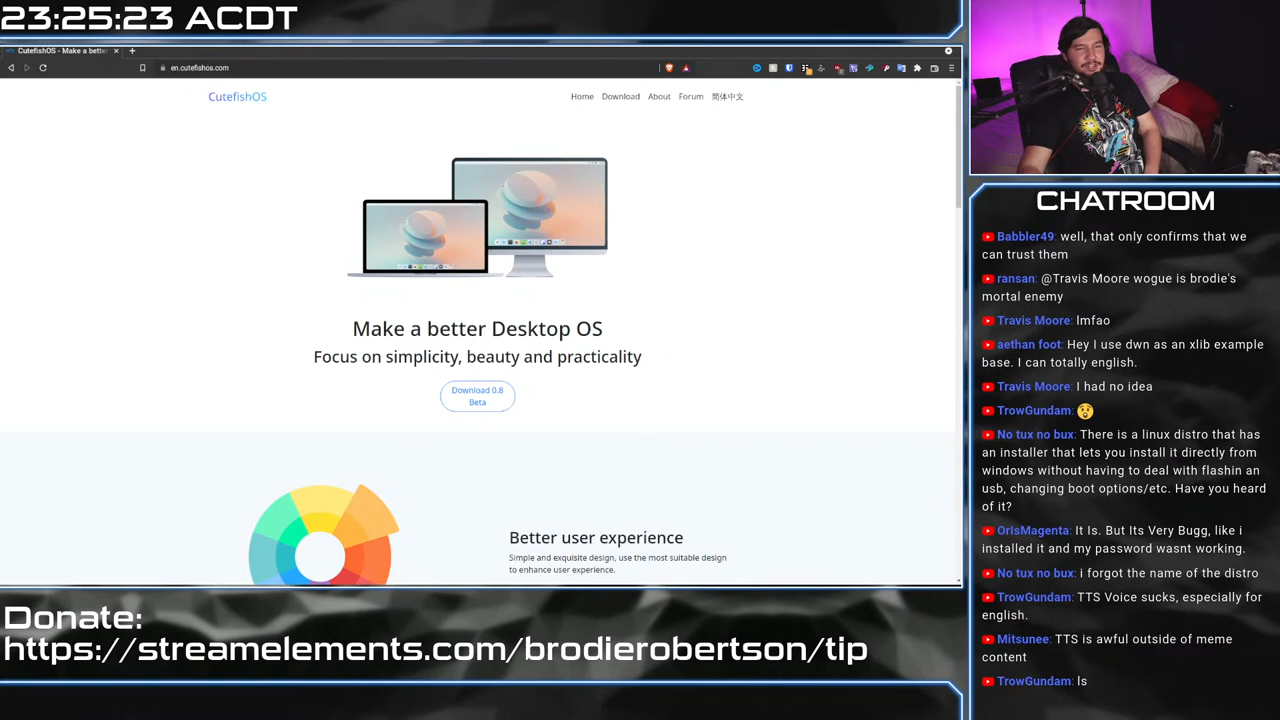 23:25:23 ACDT
CutefishOS - Make a bette
en.cutefishos.com
CutefishOS
Home Download About Forum 简体中文
Make a better Desktop OS
Focus on simplicity, beauty and practicality
Download 0.8
Beta
Better user experience
Simple and exquisite design, use the most suitable design
to enhance user experience.
Donate:
https://streamelements.com/brodierobertson/tip
CHATROOM
Babbler49: well, that only confirms that we
can trust them
ransan: @Travis Moore wogue is brodie's
mortal enemy
Travis Moore: lmfao
aethan foot: Hey I use dwn as an xlib example
base. I can totally english.
Travis Moore: I had no idea
TrowGundam: 😲
No tux no bux: There is a linux distro that has
an installer that lets you install it directly from
windows without having to deal with flashin an
usb, changing boot options/etc. Have you heard
of it?
OrlsMagenta: It Is. But Its Very Bugg, like i
installed it and my password wasnt working.
No tux no bux: i forgot the name of the distro
TrowGundam: TTS Voice sucks, especially for
english.
Mitsunee: TTS is awful outside of meme
content
TrowGundam: Is